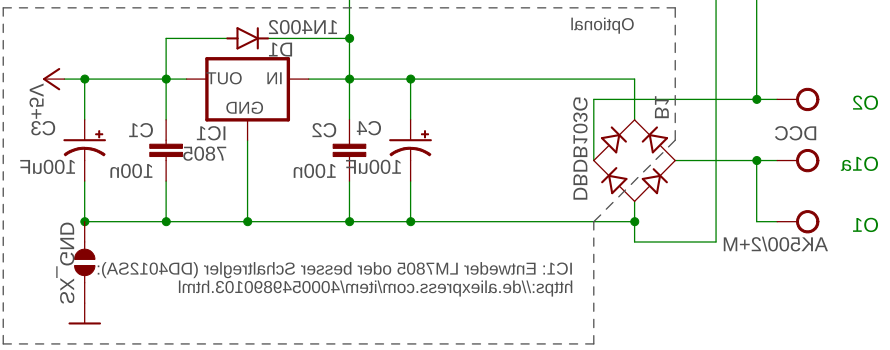 Optional
1N4002
D1
OUT
IN
GND
IC1
7805
+5V
C3
100uF
C1
100n
C2
100n
C4
100uF
B1
DBDB103G
O2
DCC
O1a
O1
AK500/2+M
SX_GND
IC1: Entweder LM7805 oder besser Schaltregler (DD4012SA):
https://de.aliexpress.com/item/4000549890103.html